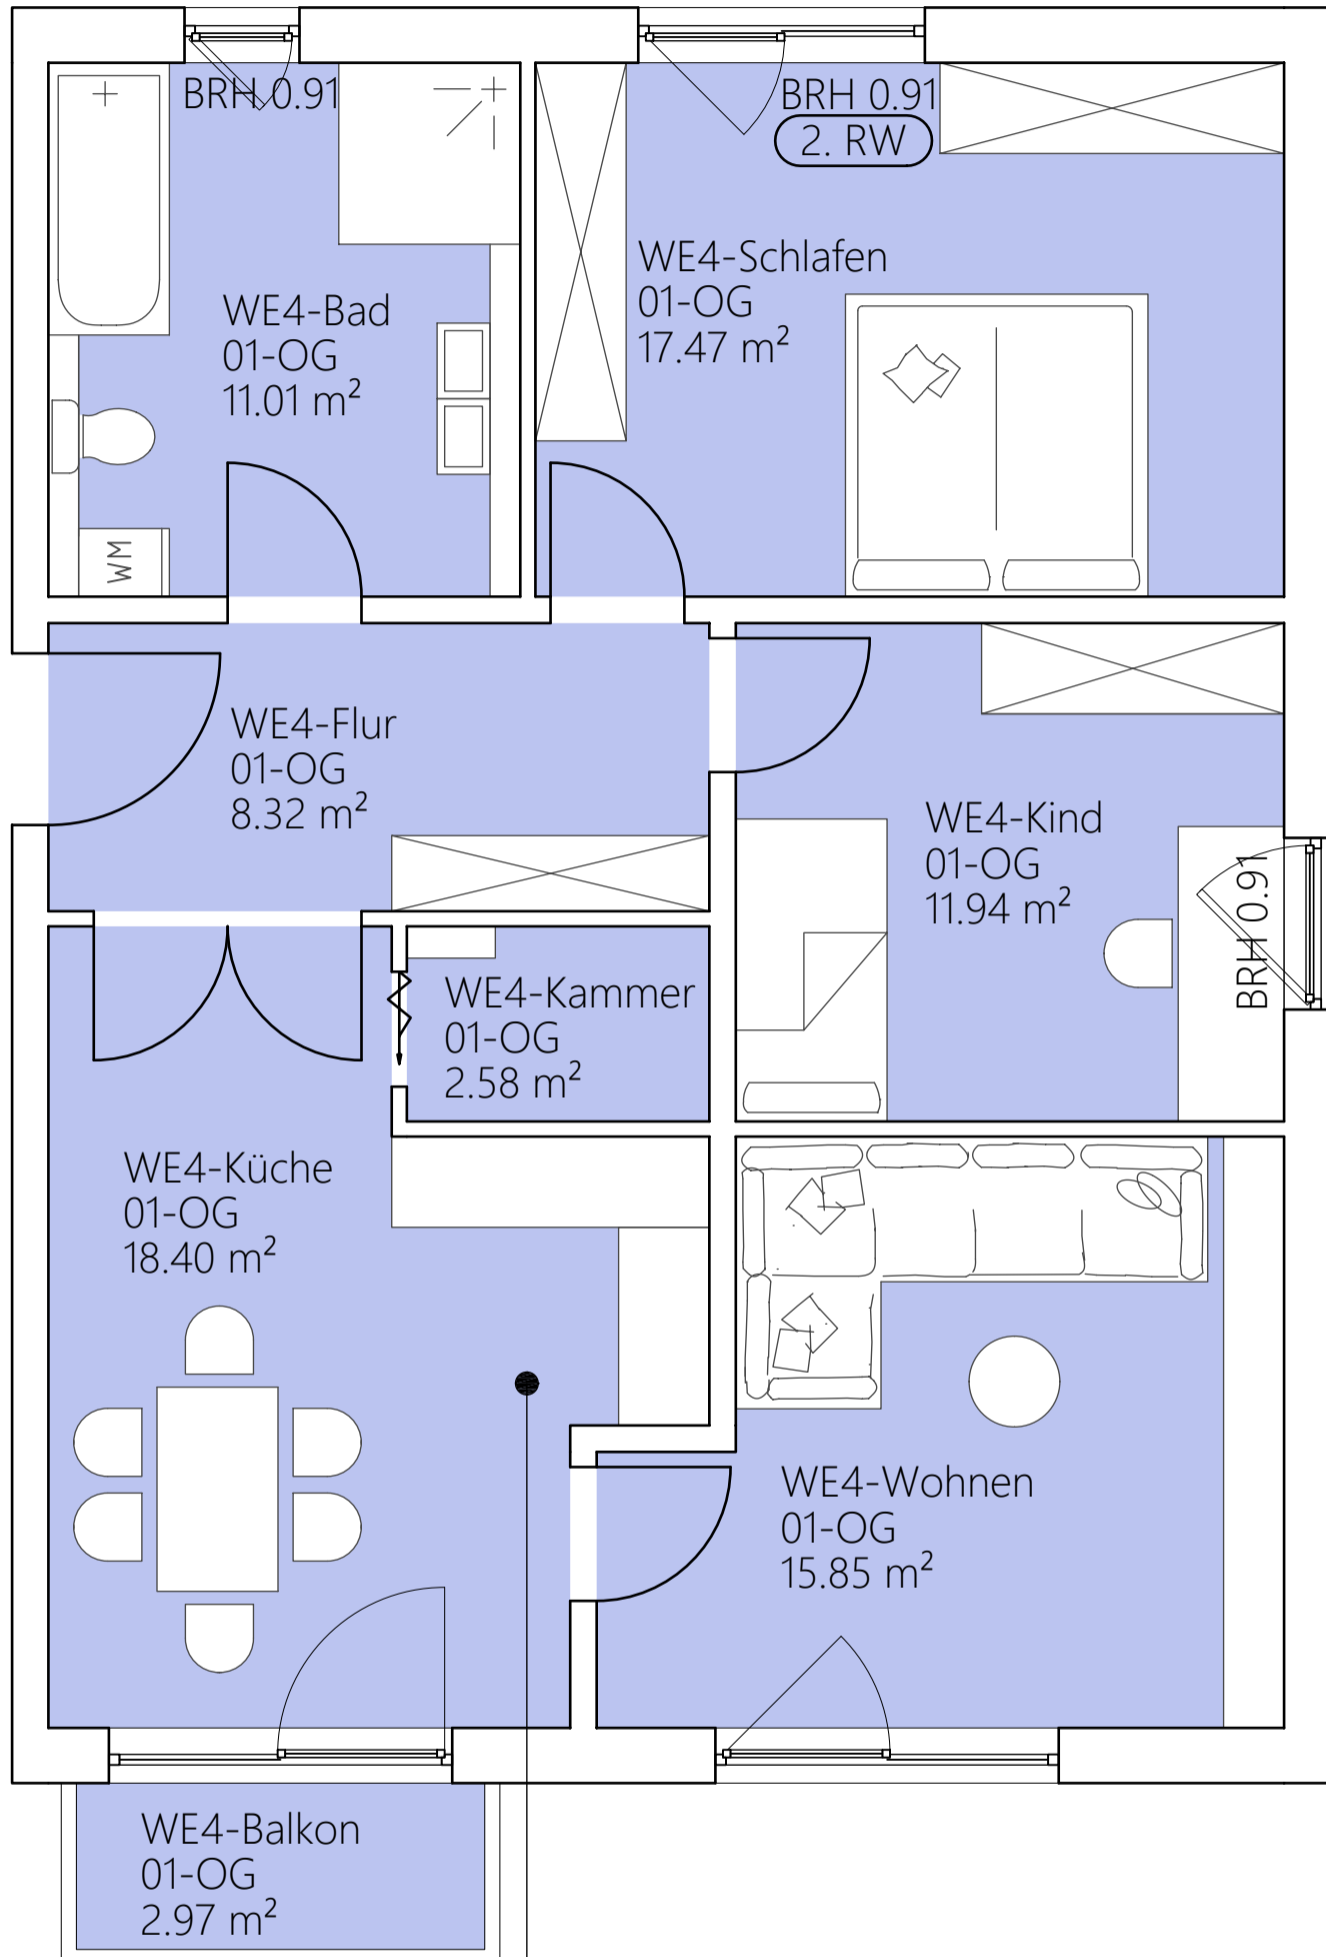 BRH 0.91
BRH 0.91
2. RW
WE4-Schlafen
01-OG
17.47 m²
WE4-Bad
01-OG
11.01 m²
WM
WE4-Flur
01-OG
8.32 m²
WE4-Kind
01-OG
11.94 m²
BRH 0.91
WE4-Kammer
01-OG
2.58 m²
WE4-Küche
01-OG
18.40 m²
WE4-Wohnen
01-OG
15.85 m²
WE4-Balkon
01-OG
2.97 m²